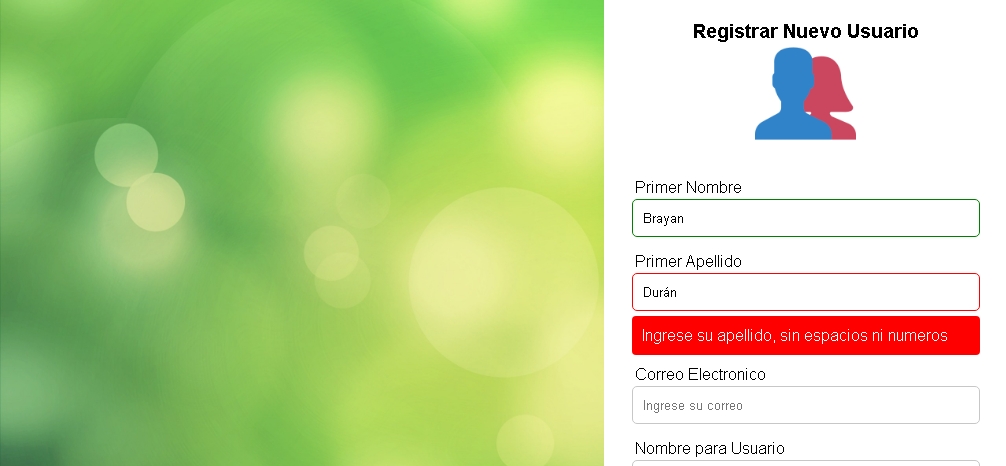 Registrar Nuevo Usuario
Primer Nombre
Brayan
Primer Apellido
Durán
Ingrese su apellido, sin espacios ni numeros
Correo Electronico
Ingrese su correo
Nombre para Usuario